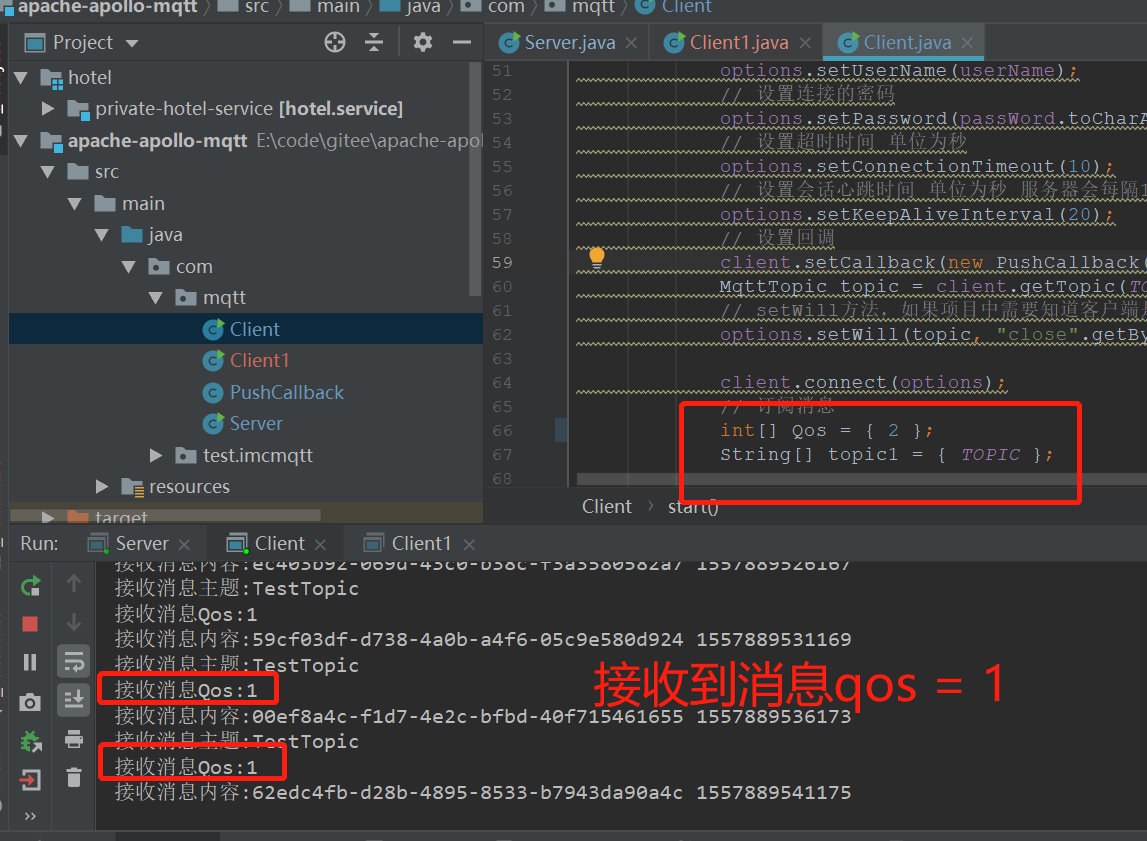 apache-apollo-mqtt 〉 src 〉 main 〉 java 〉 com 〉 mqtt 〉 Client
Project
Server.java
Client1.java
Client.java
hotel
private-hotel-service [hotel.service]
apache-apollo-mqtt E:\code\gitee\apache-apol
src
main
java
com
mqtt
Client
Client1
PushCallback
Server
test.imcmqtt
resources
target
51 options.setUserName(userName);
52 // 设置连接的密码
53 options.setPassword(passWord.toCharA
54 // 设置超时时间 单位为秒
55 options.setConnectionTimeout(10);
56 // 设置会话心跳时间 单位为秒 服务器会每隔1
57 options.setKeepAliveInterval(20);
58 // 设置回调
59 client.setCallback(new PushCallback(
60 MqttTopic topic = client.getTopic(TO
61 // setWill方法，如果项目中需要知道客户端是
62 options.setWill(topic, "close".getBy
63
64 client.connect(options);
65 // 订阅消息
66 int[] Qos = { 2 };
67 String[] topic1 = { TOPIC };
68
Client 〉 start()
Run: Server Client Client1
接收消息内容:ec403b92-069d-43c0-b38c-f3a3580582a7 1557889526167
接收消息主题:TestTopic
接收消息Qos:1
接收消息内容:59cf03df-d738-4a0b-a4f6-05c9e580d924 1557889531169
接收消息主题:TestTopic
接收消息Qos:1
接收到消息qos = 1
接收消息内容:00ef8a4c-f1d7-4e2c-bfbd-40f715461655 1557889536173
接收消息主题:TestTopic
接收消息Qos:1
接收消息内容:62edc4fb-d28b-4895-8533-b7943da90a4c 1557889541175